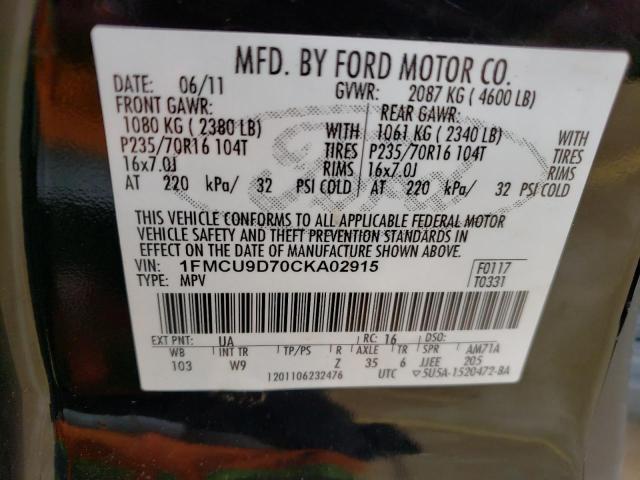 MFD. BY FORD MOTOR CO.
DATE: 06/11 GVWR: 2087 KG ( 4600 LB)
FRONT GAWR: REAR GAWR:
1080 KG ( 2380 LB) WITH 1061 KG ( 2340 LB) WITH
P235/70R16 104T TIRES P235/70R16 104T TIRES
16x7.0J RIMS 16x7.0J RIMS
AT 220 kPa/ 32 PSI COLD AT 220 kPa/ 32 PSI COLD
THIS VEHICLE CONFORMS TO ALL APPLICABLE FEDERAL MOTOR
VEHICLE SAFETY AND THEFT PREVENTION STANDARDS IN
EFFECT ON THE DATE OF MANUFACTURE SHOWN ABOVE.
VIN: 1FMCU9D70CKA02915 F0117
TYPE: MPV T0331
EXT PNT: UA RC: 16 DSO:
WB INT TR TP/PS R AXLE TR SPR AM71A
103 W9 Z 35 6 JJEE 205
1201106232476 UTC ▽5U5A-1520472-BA
Ford